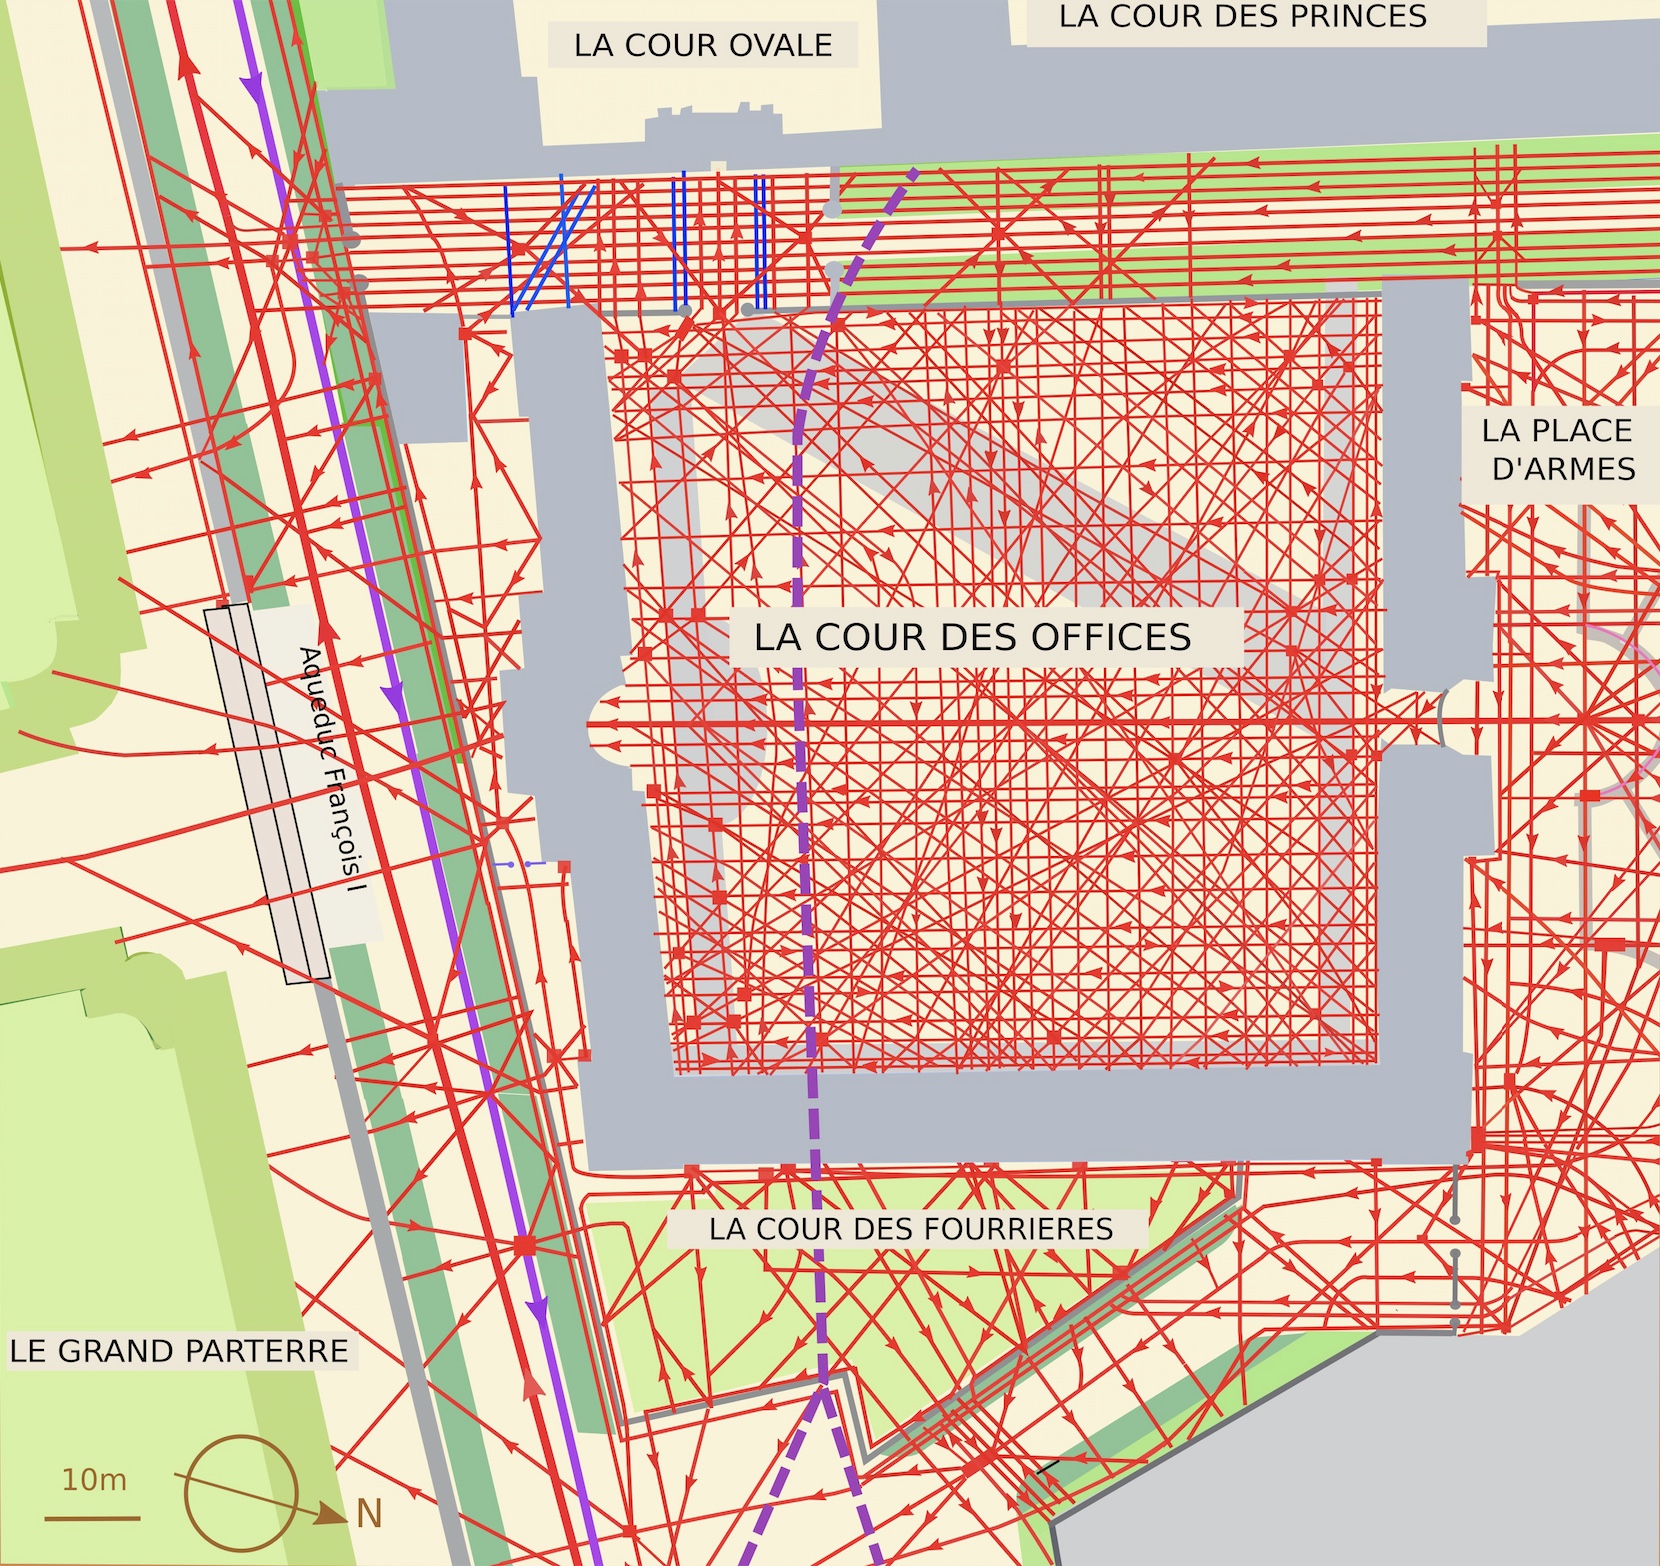 LA COUR DES PRINCES
LA COUR OVALE
LA PLACE
D'ARMES
LA COUR DES OFFICES
Aqueduc François I
LA COUR DES FOURRIERES
LE GRAND PARTERRE
10m
N